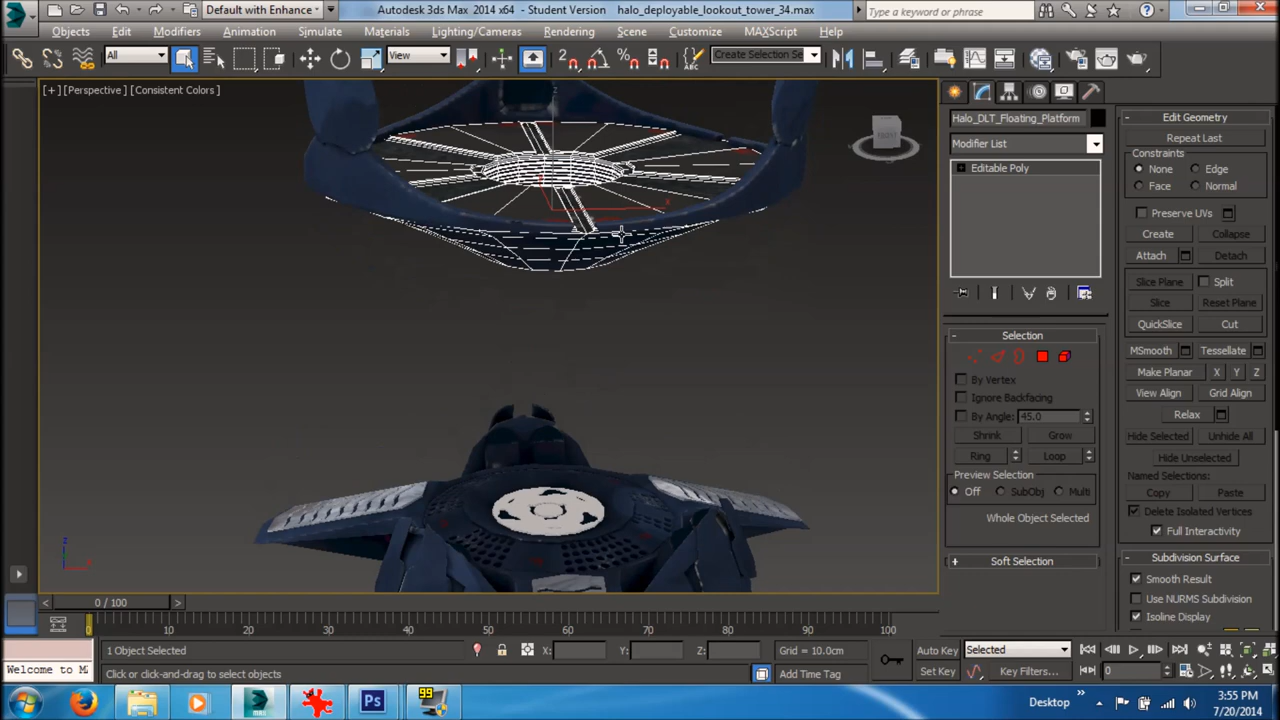 Default with Enhance
Autodesk 3ds Max 2014 x64 - Student Version halo_deployable_lookout_tower_34.max
Type a keyword or phrase
Objects Edit Modifiers Animation Simulate Materials Lighting/Cameras Rendering Scene Customize MAXScript Help
All View Create Selection Se
[+] [Perspective] [Consistent Colors]
FRONT
Halo_DLT_Floating_Platform
Modifier List
Editable Poly
Selection
By Vertex
Ignore Backfacing
By Angle: 45.0
Shrink Grow
Ring Loop
Preview Selection
Off SubObj Multi
Whole Object Selected
Soft Selection
Edit Geometry
Repeat Last
Constraints
None Edge
Face Normal
Preserve UVs
Create Collapse
Attach Detach
Slice Plane Split
Slice Reset Plane
QuickSlice Cut
MSmooth Tessellate
Make Planar X Y Z
View Align Grid Align
Relax
Hide Selected Unhide All
Hide Unselected
Named Selections:
Copy Paste
Delete Isolated Vertices
Full Interactivity
Subdivision Surface
Smooth Result
Use NURMS Subdivision
Isoline Display
0 / 100
0 10 20 30 40 50 60 70 80 90 100
1 Object Selected X: Y: Z: Grid = 10.0cm Auto Key Selected
Welcome to M Click or click-and-drag to select objects Add Time Tag Set Key Key Filters... 0
99
Ps
Desktop
3:55 PM
7/20/2014